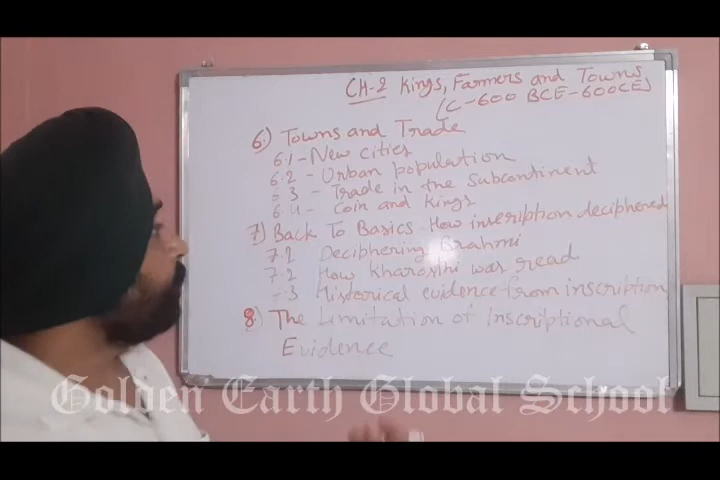 CH-2 Kings, Farmers and Towns
(C-600 BCE-600CE)
6.) Towns and Trade
6.1 - New cities
6.2 - Urban population
6.3 - Trade in the subcontinent
6.4 - Coin and kings
7.) Back To Basics - How inscription deciphered
7.2 Deciphering Brahmi
7.2 How Kharosthi was read
-.3 Historical evidence from inscription
8.) The Limitation of Inscriptional
Evidence
Golden Earth Global School